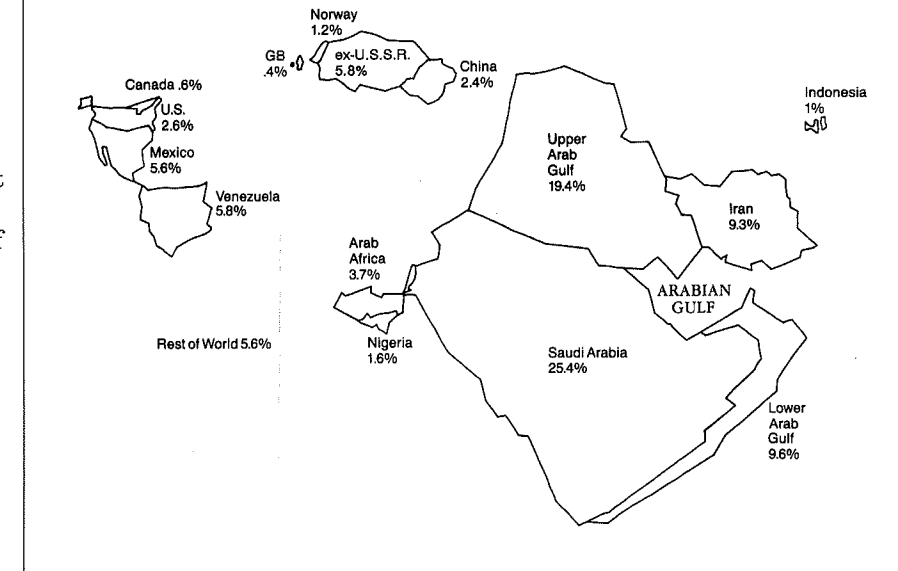 Norway
1.2%
GB
.4%
ex-U.S.S.R.
5.8%
China
2.4%
Canada .6%
U.S.
2.6%
Mexico
5.6%
Venezuela
5.8%
Indonesia
1%
Upper
Arab
Gulf
19.4%
Iran
9.3%
Arab
Africa
3.7%
ARABIAN
GULF
Nigeria
1.6%
Rest of World 5.6%
Saudi Arabia
25.4%
Lower
Arab
Gulf
9.6%
t
f